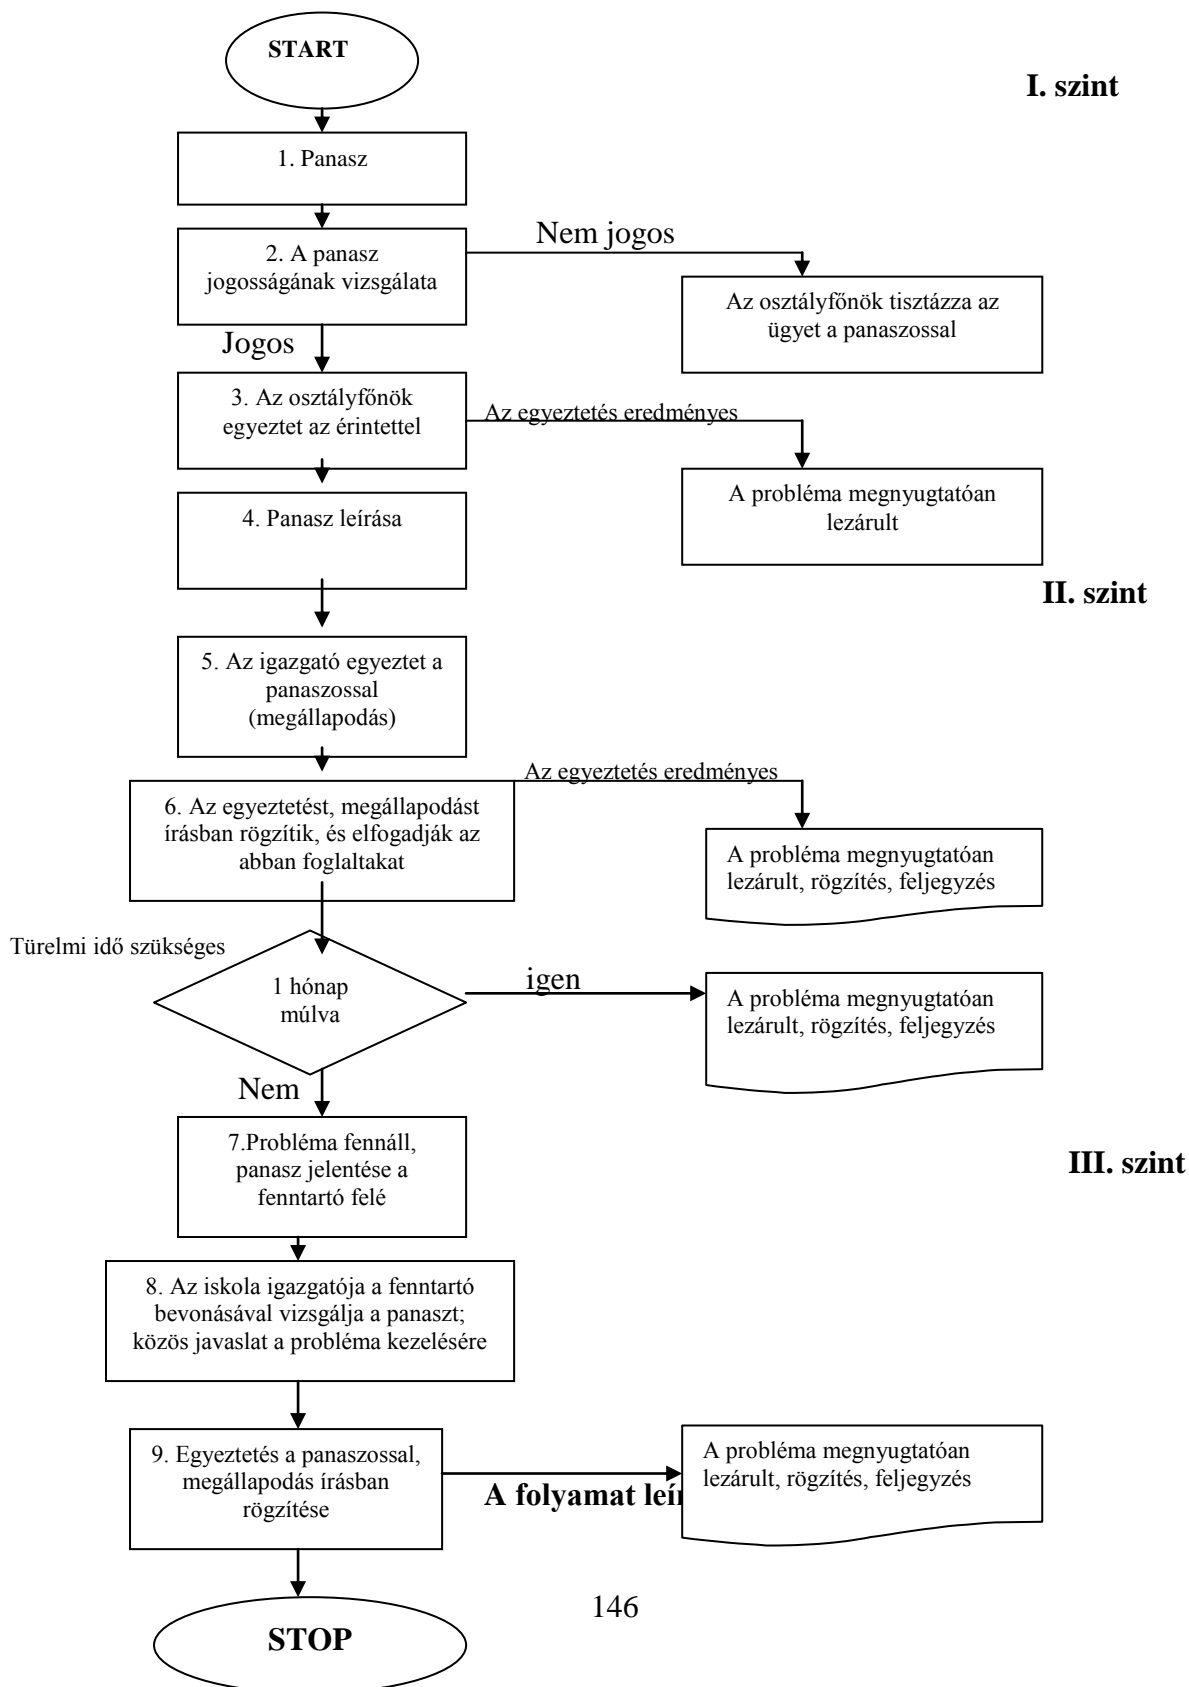 START
I. szint
1. Panasz
2. A panasz
jogosságának vizsgálata
Nem jogos
Az osztályfőnök tisztázza az
ügyet a panaszossal
Jogos
3. Az osztályfőnök
egyeztet az érintettel
Az egyeztetés eredményes
A probléma megnyugtatóan
lezárult
4. Panasz leírása
II. szint
5. Az igazgató egyeztet a
panaszossal
(megállapodás)
Az egyeztetés eredményes
6. Az egyeztetést, megállapodást
írásban rögzítik, és elfogadják az
abban foglaltakat
A probléma megnyugtatóan
lezárult, rögzítés, feljegyzés
Türelmi idő szükséges
1 hónap
múlva
igen
A probléma megnyugtatóan
lezárult, rögzítés, feljegyzés
Nem
7.Probléma fennáll,
panasz jelentése a
fenntartó felé
III. szint
8. Az iskola igazgatója a fenntartó
bevonásával vizsgálja a panaszt;
közös javaslat a probléma kezelésére
9. Egyeztetés a panaszossal,
megállapodás írásban
rögzítése
A probléma megnyugtatóan
lezárult, rögzítés, feljegyzés
A folyamat
146
STOP